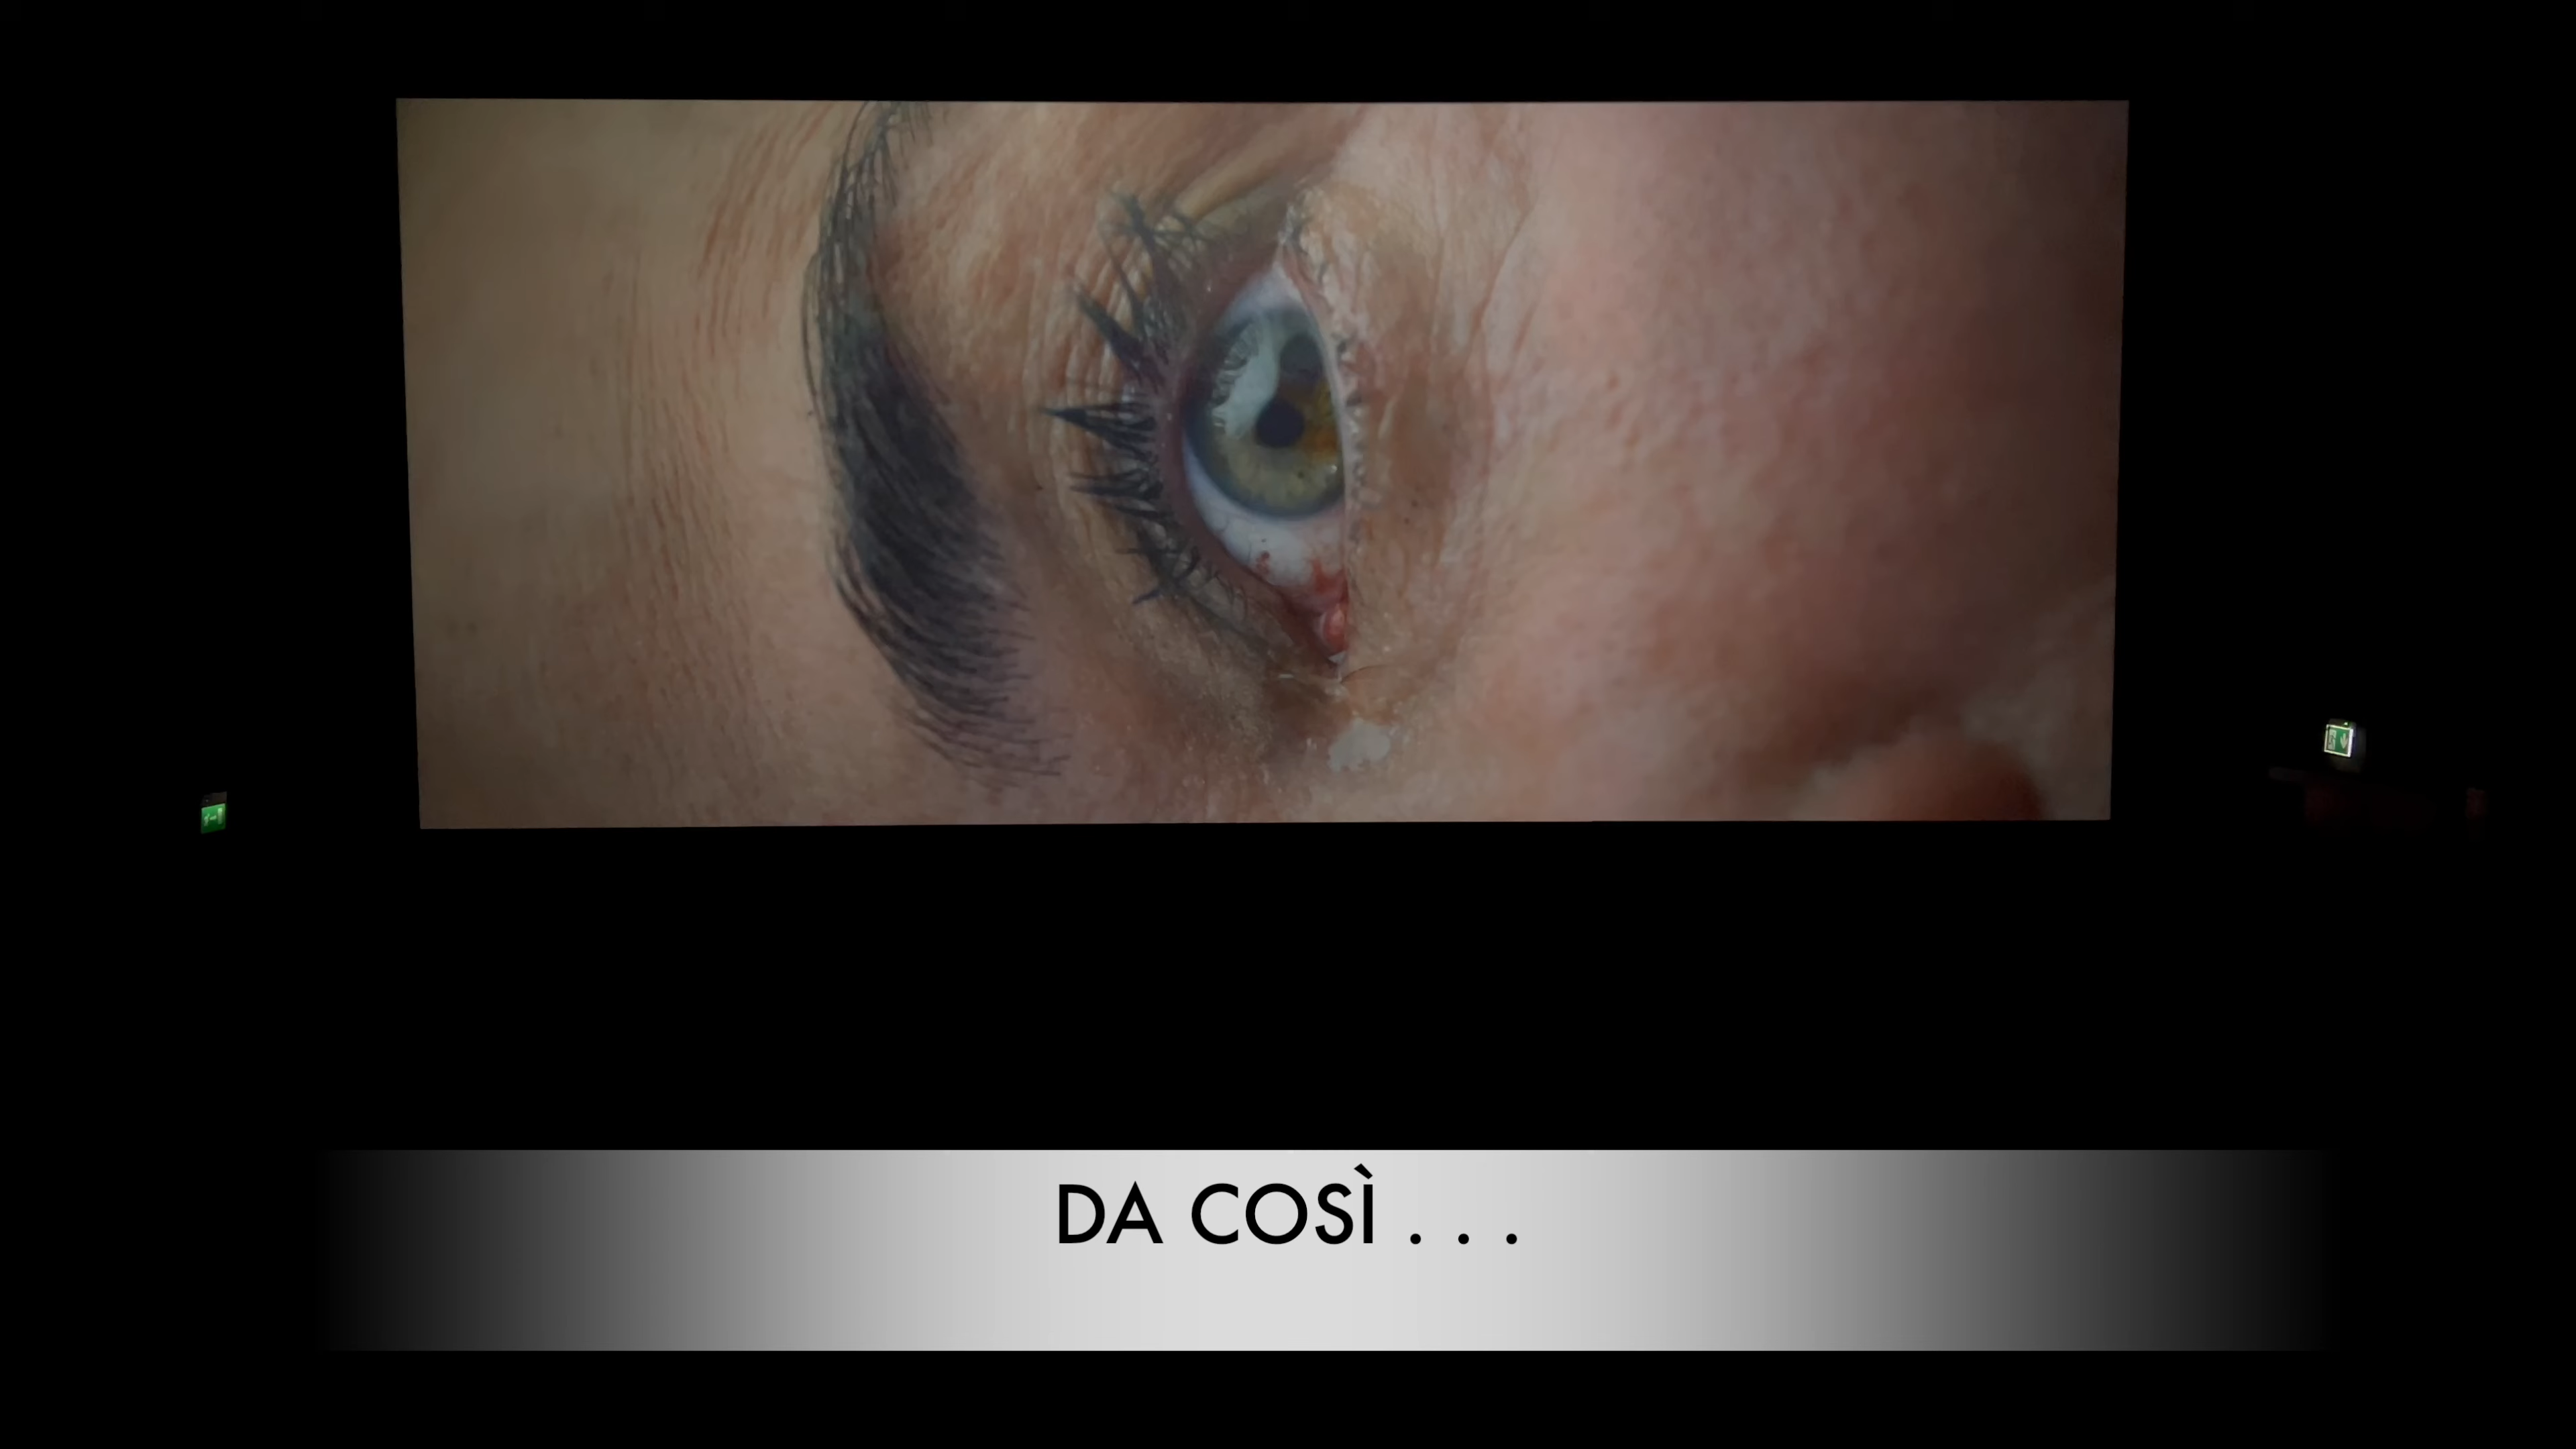 DA COSÌ . . .